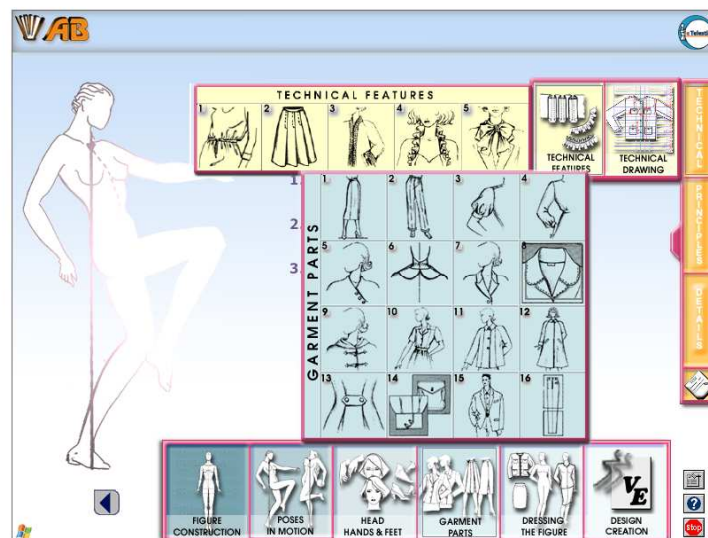 AB
e Telestia
TECHNICAL FEATURES
1 2 3 4 5
TECHNICAL
FEATURES
TECHNICAL
DRAWING
TECHNICAL
PRINCIPLES
DETAILS
1.
2.
3.
GARMENT PARTS
1 2 3 4
5 6 7 8
9 10 11 12
13 14 15 16
FIGURE
CONSTRUCTION
POSES
IN MOTION
HEAD
HANDS & FEET
GARMENT
PARTS
DRESSING
THE FIGURE
VE
DESIGN
CREATION
?
Stop